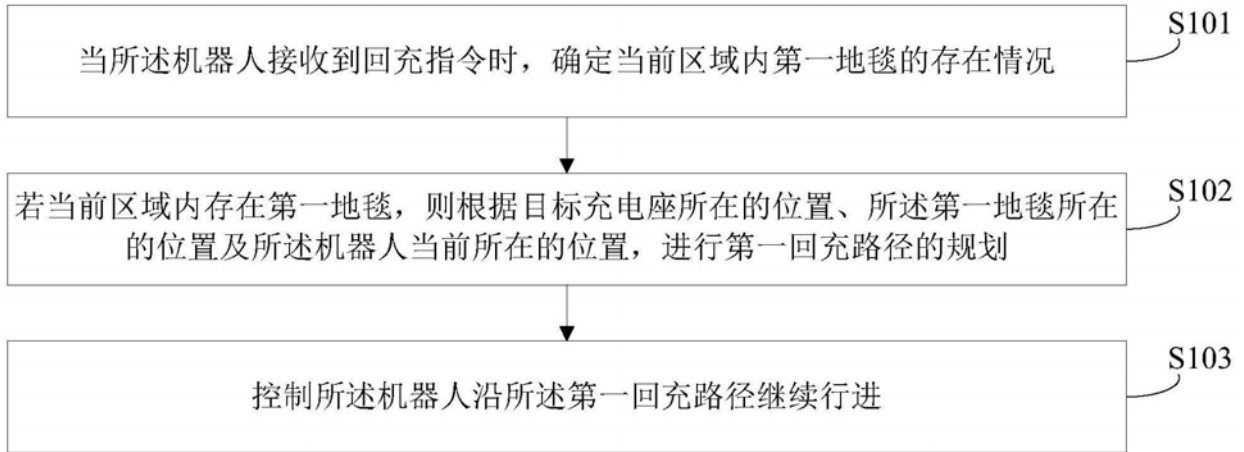 当所述机器人接收到回充指令时，确定当前区域内第一地毯的存在情况
S101
若当前区域内存在第一地毯，则根据目标充电座所在的位置、所述第一地毯所在
的位置及所述机器人当前所在的位置，进行第一回充路径的规划
S102
控制所述机器人沿所述第一回充路径继续行进
S103